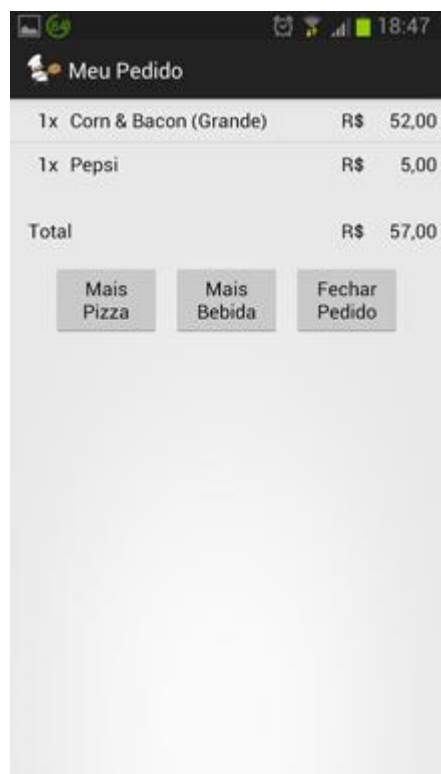 18:47
Meu Pedido
1x Corn & Bacon (Grande) R$ 52,00
1x Pepsi R$ 5,00
Total R$ 57,00
Mais Pizza
Mais Bebida
Fechar Pedido